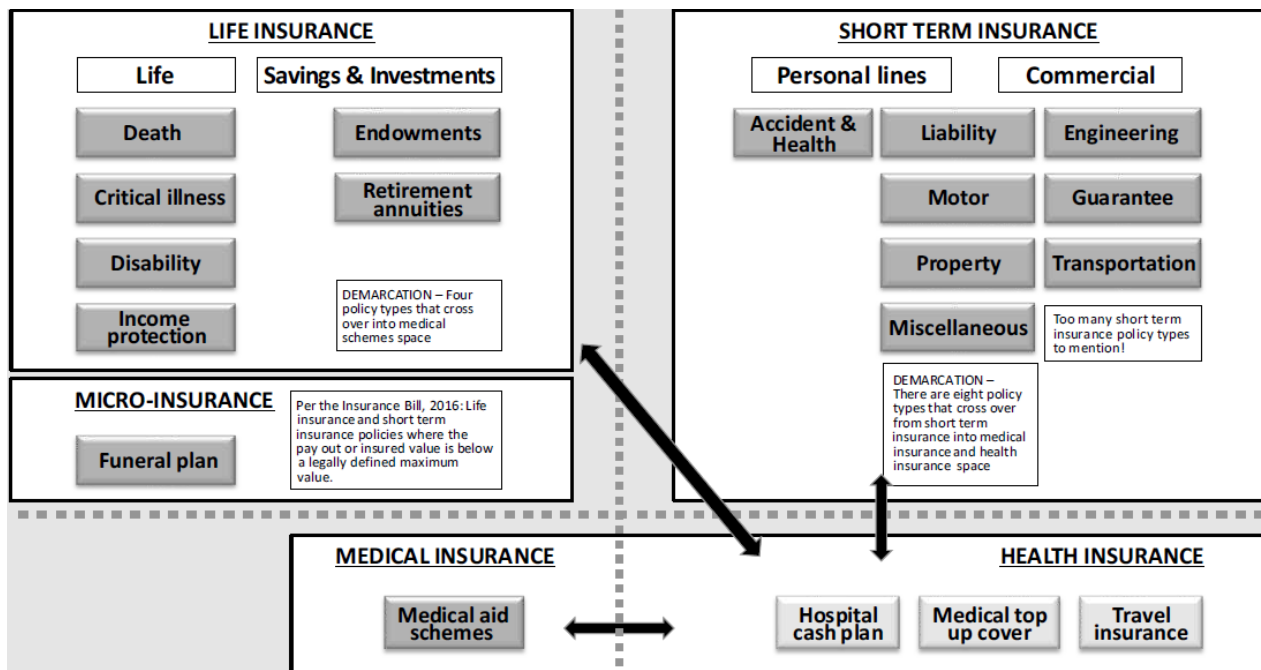 LIFE INSURANCE
Life
Savings & Investments
Death
Endowments
Critical illness
Retirement
annuities
Disability
Income
protection
DEMARCATION – Four
policy types that cross
over into medical
schemes space
MICRO-INSURANCE
Funeral plan
Per the Insurance Bill, 2016: Life
insurance and short term
insurance policies where the
pay out or insured value is below
a legally defined maximum
value.
SHORT TERM INSURANCE
Personal lines
Commercial
Accident &
Health
Liability
Engineering
Motor
Guarantee
Property
Transportation
Miscellaneous
Too many short term
insurance policy types
to mention!
DEMARCATION –
There are eight policy
types that cross over
from short term
insurance into medical
insurance and health
insurance space
MEDICAL INSURANCE
Medical aid
schemes
HEALTH INSURANCE
Hospital
cash plan
Medical top
up cover
Travel
insurance